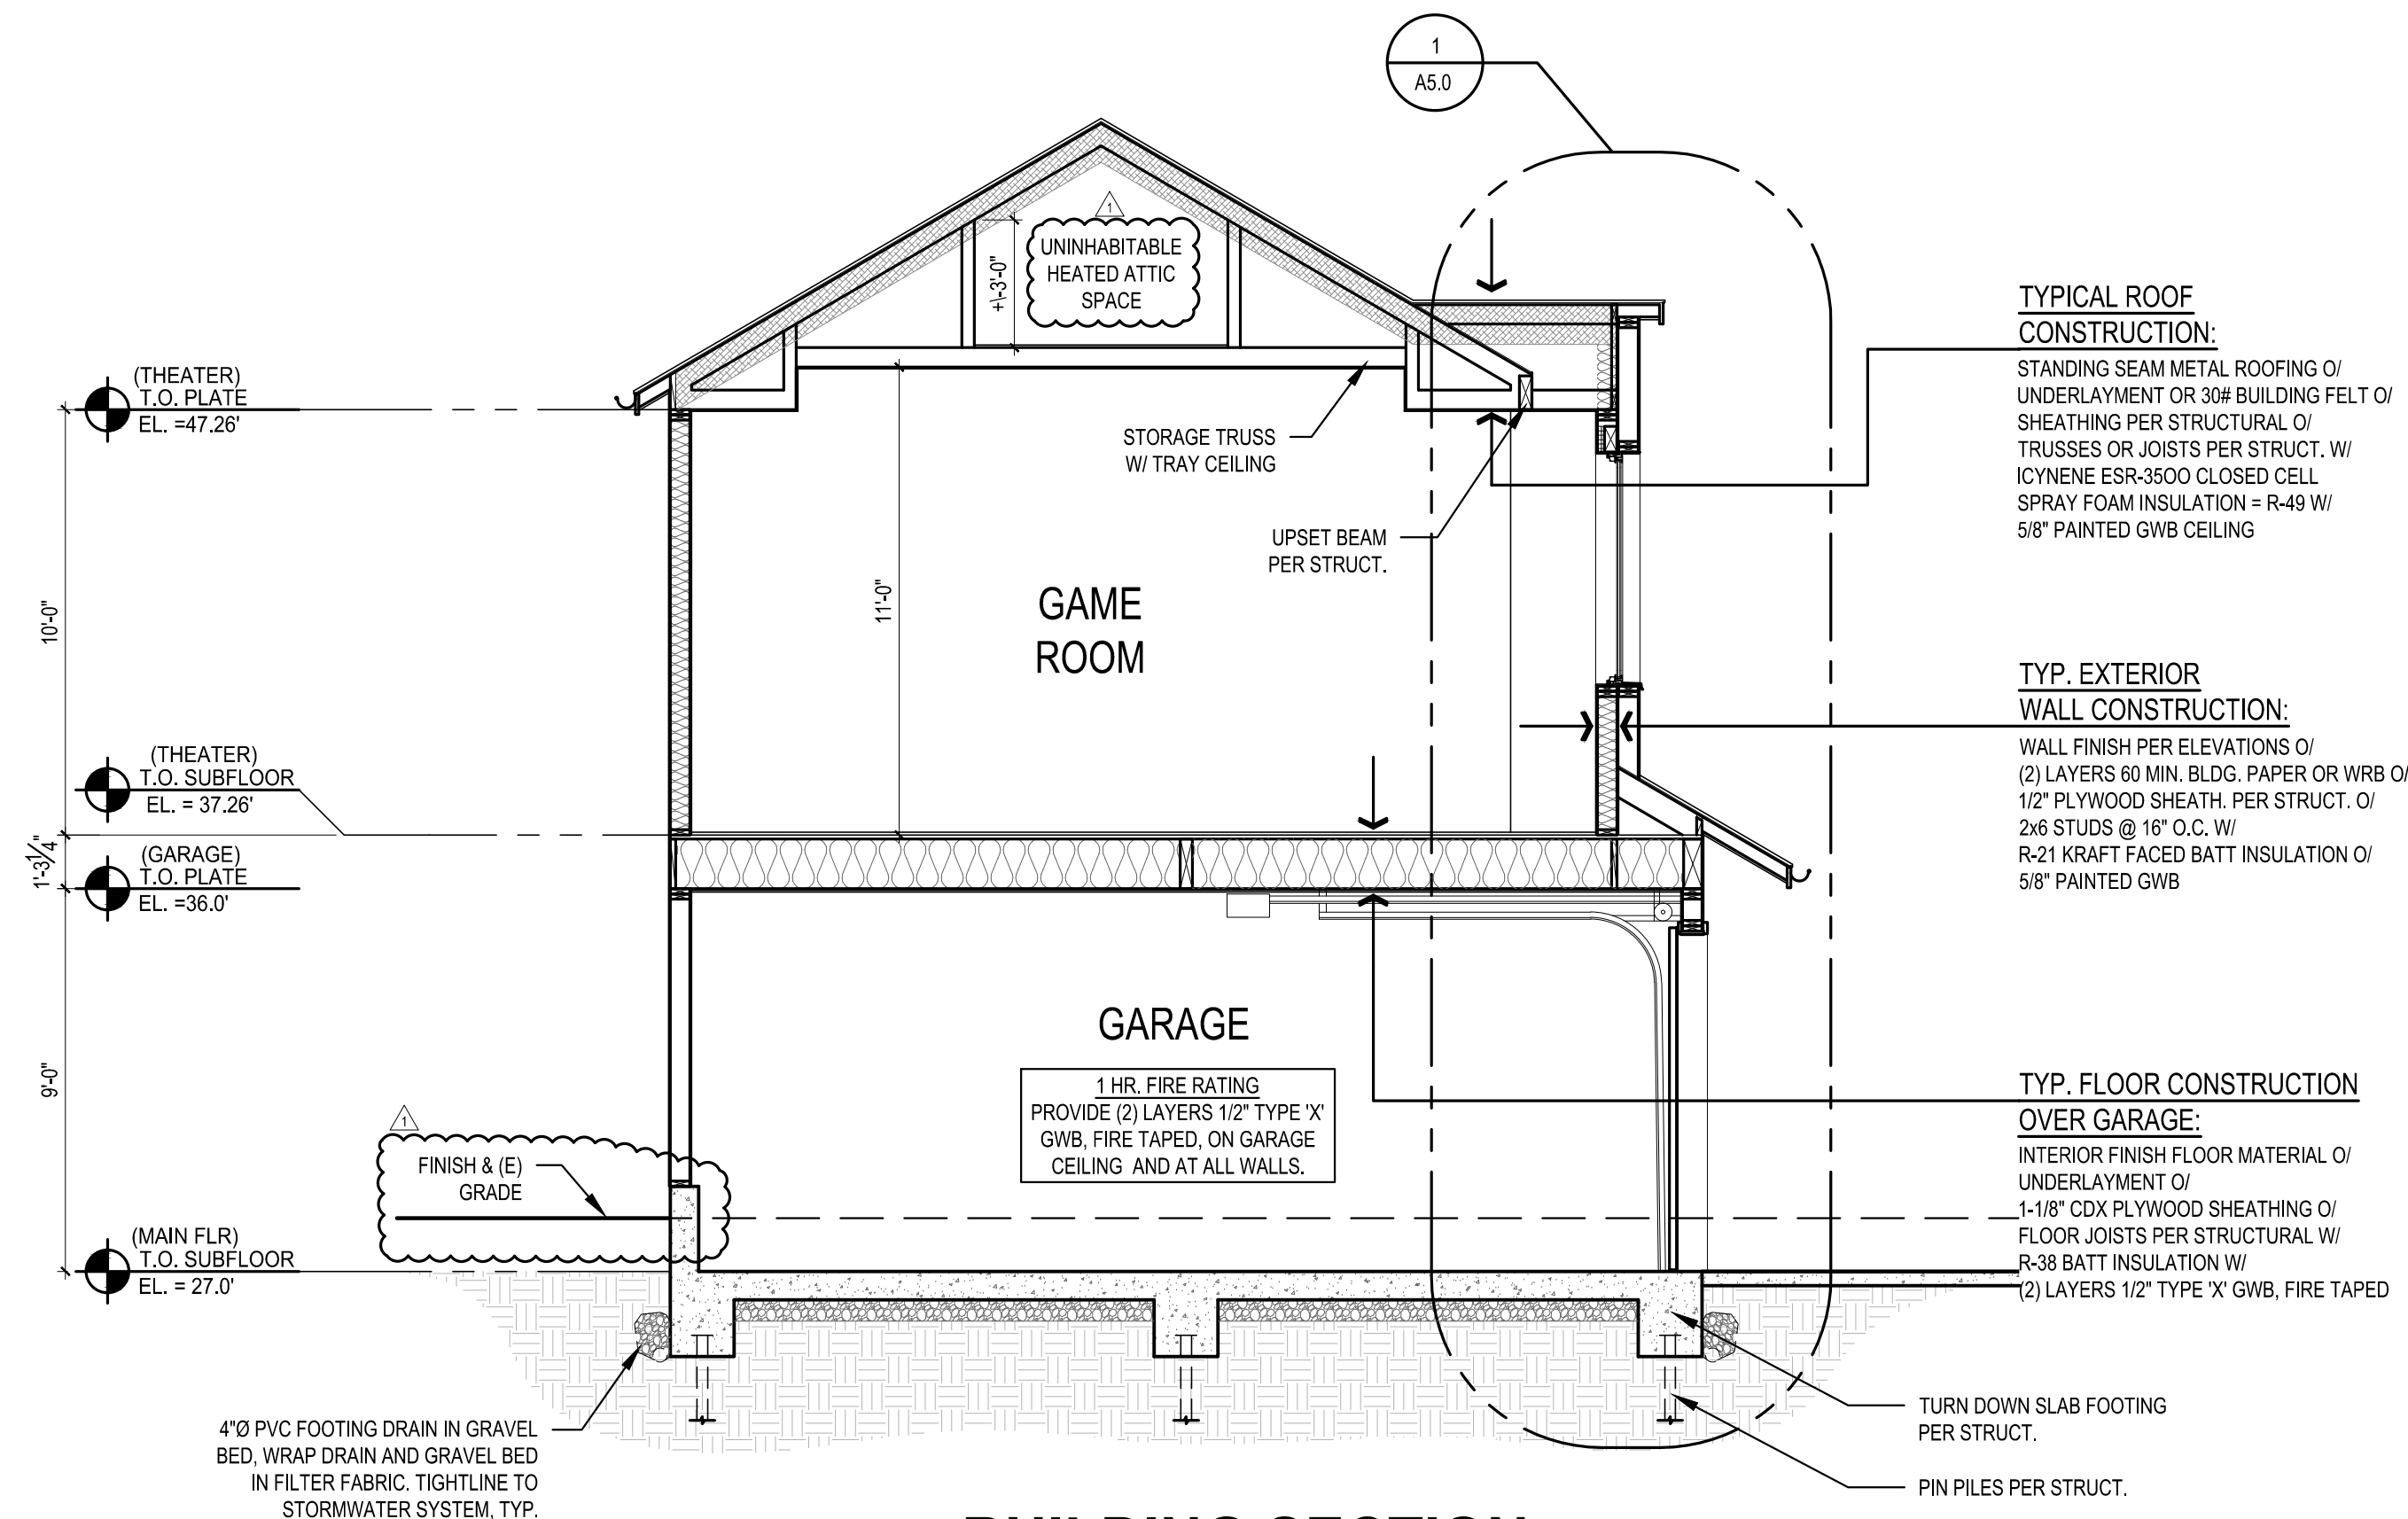 1
A5.0
1
UNINHABITABLE
HEATED ATTIC
SPACE
+\-3'-0"
(THEATER)
T.O. PLATE
EL. =47.26'
STORAGE TRUSS
W/ TRAY CEILING
UPSET BEAM
PER STRUCT.
TYPICAL ROOF
CONSTRUCTION:
STANDING SEAM METAL ROOFING O/
UNDERLAYMENT OR 30# BUILDING FELT O/
SHEATHING PER STRUCTURAL O/
TRUSSES OR JOISTS PER STRUCT. W/
ICYNENE ESR-35OO CLOSED CELL
SPRAY FOAM INSULATION = R-49 W/
5/8" PAINTED GWB CEILING
10'-0"
11'-0"
GAME
ROOM
TYP. EXTERIOR
WALL CONSTRUCTION:
WALL FINISH PER ELEVATIONS O/
(2) LAYERS 60 MIN. BLDG. PAPER OR WRB O/
1/2" PLYWOOD SHEATH. PER STRUCT. O/
2x6 STUDS @ 16" O.C. W/
R-21 KRAFT FACED BATT INSULATION O/
5/8" PAINTED GWB
(THEATER)
T.O. SUBFLOOR
EL. = 37.26'
1'-3 1/4"
(GARAGE)
T.O. PLATE
EL. =36.0'
9'-0"
GARAGE
1 HR. FIRE RATING
PROVIDE (2) LAYERS 1/2" TYPE 'X'
GWB, FIRE TAPED, ON GARAGE
CEILING AND AT ALL WALLS.
TYP. FLOOR CONSTRUCTION
OVER GARAGE:
INTERIOR FINISH FLOOR MATERIAL O/
UNDERLAYMENT O/
1-1/8" CDX PLYWOOD SHEATHING O/
FLOOR JOISTS PER STRUCTURAL W/
R-38 BATT INSULATION W/
(2) LAYERS 1/2" TYPE 'X' GWB, FIRE TAPED
1
FINISH & (E)
GRADE
(MAIN FLR)
T.O. SUBFLOOR
EL. = 27.0'
4"Ø PVC FOOTING DRAIN IN GRAVEL
BED, WRAP DRAIN AND GRAVEL BED
IN FILTER FABRIC. TIGHTLINE TO
STORMWATER SYSTEM, TYP.
TURN DOWN SLAB FOOTING
PER STRUCT.
PIN PILES PER STRUCT.
BUILDING SECTION